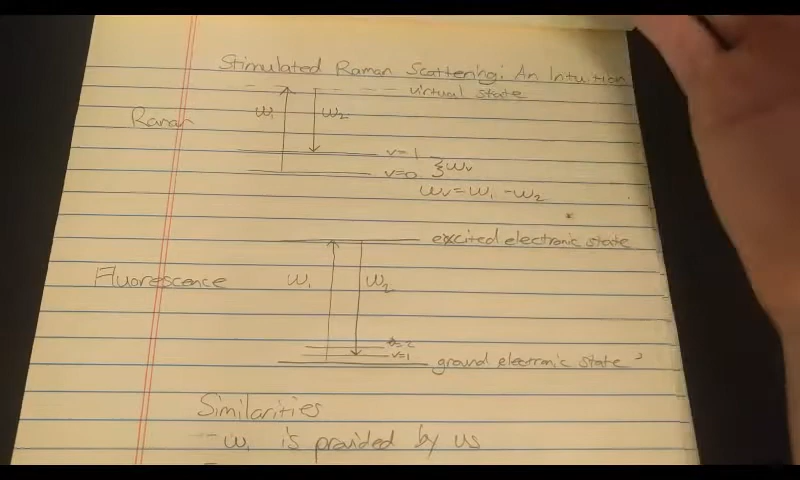 Stimulated Raman Scattering: An Intuition
virtual state
Raman
ω₁
ω₂
v=1
v=0 } ωv
ωv = ω₁ - ω₂
excited electronic state
Fluorescence
ω₁
ω₂
v=2
v=1
ground electronic state
Similarities
- ω₁ is provided by us